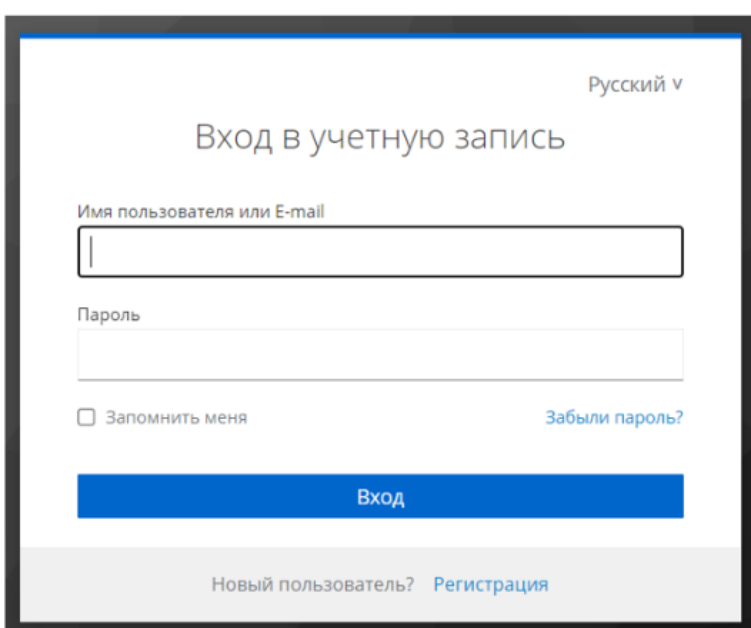 Русский v
Вход в учетную запись
Имя пользователя или E-mail
Пароль
Запомнить меня Забыли пароль?
Вход
Новый пользователь? Регистрация